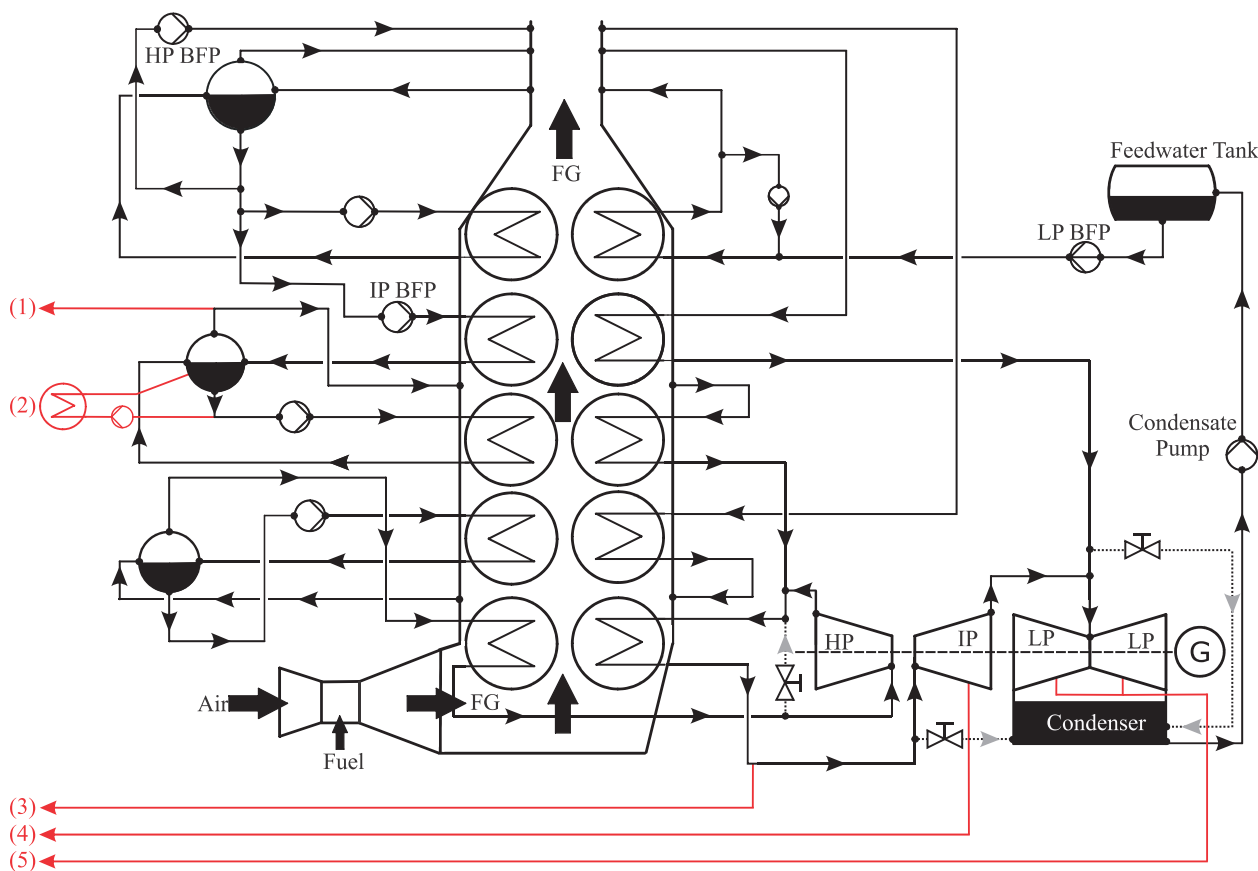 HP BFP
FG
Feedwater Tank
LP BFP
(1)
IP BFP
(2)
Condensate
Pump
HP
IP
LP
LP
G
Air
FG
Condenser
Fuel
(3)
(4)
(5)